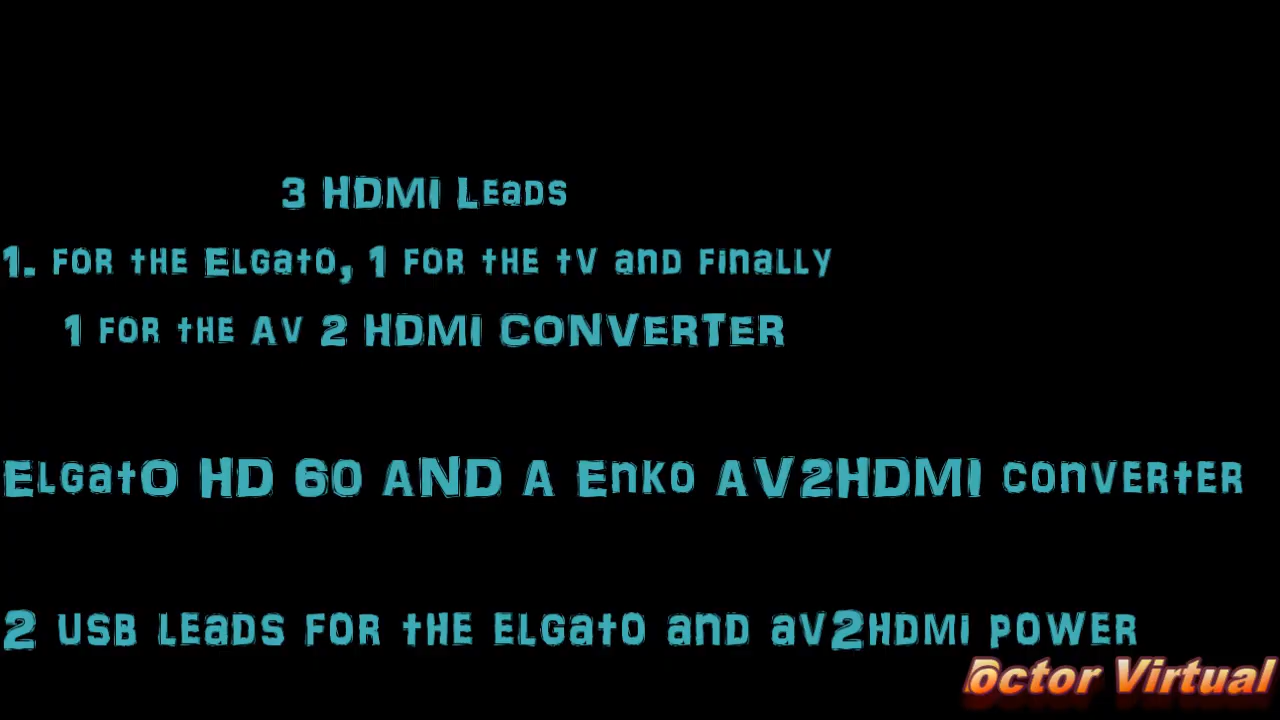 3 HDMI Leads
1. for the Elgato, 1 for the tv and finally
1 for the AV 2 HDMI CONVERTER
Elgato HD 60 AND A Enko AV2HDMI converter
2 USB leads for the elgato and av2hdmi power
Doctor Virtual